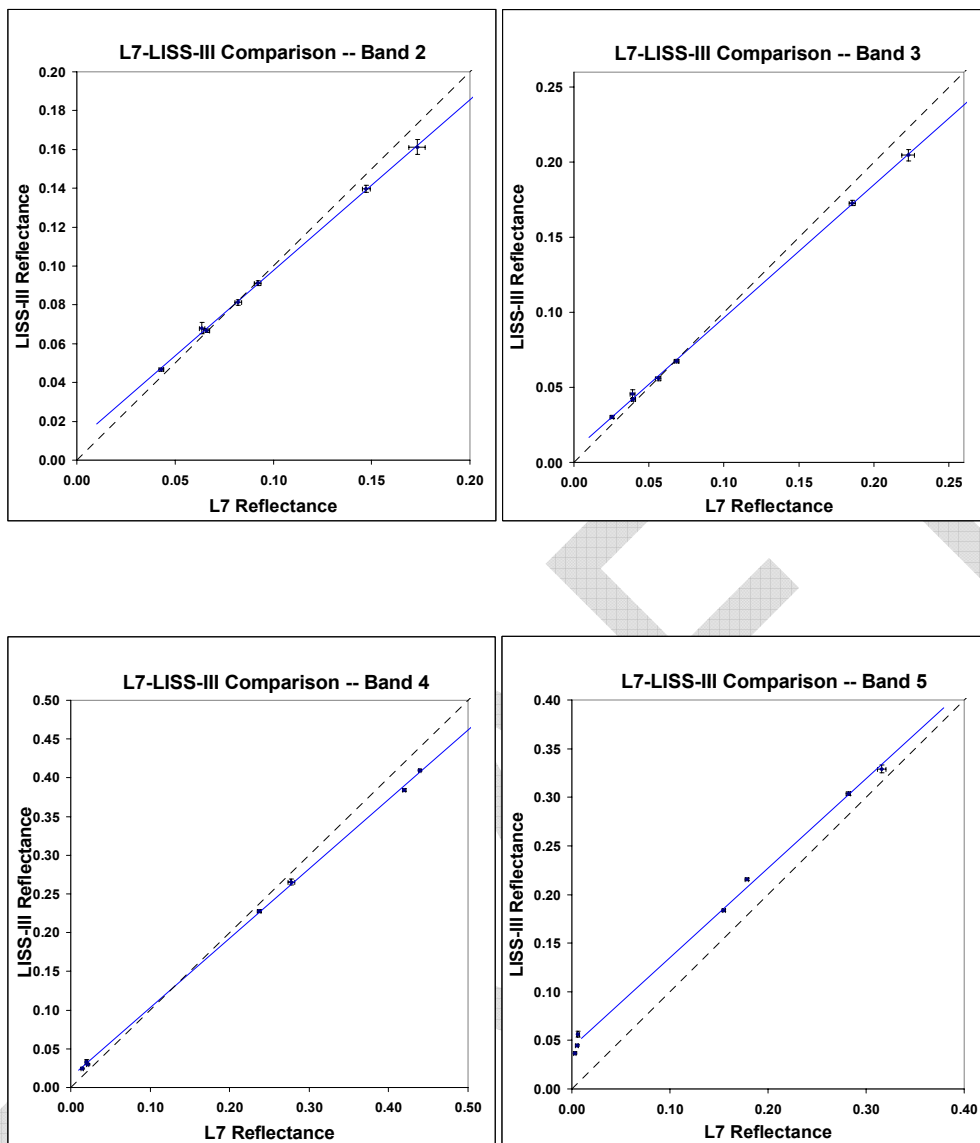 L7-LISS-III Comparison -- Band 2
LISS-III Reflectance
0.20
0.18
0.16
0.14
0.12
0.10
0.08
0.06
0.04
0.02
0.00
0.00 0.05 0.10 0.15 0.20
L7 Reflectance
L7-LISS-III Comparison -- Band 3
LISS-III Reflectance
0.25
0.20
0.15
0.10
0.05
0.00
0.00 0.05 0.10 0.15 0.20 0.25
L7 Reflectance
L7-LISS-III Comparison -- Band 4
LISS-III Reflectance
0.50
0.45
0.40
0.35
0.30
0.25
0.20
0.15
0.10
0.05
0.00
0.00 0.10 0.20 0.30 0.40 0.50
L7 Reflectance
L7-LISS-III Comparison -- Band 5
LISS-III Reflectance
0.40
0.35
0.30
0.25
0.20
0.15
0.10
0.05
0.00
0.00 0.10 0.20 0.30 0.40
L7 Reflectance